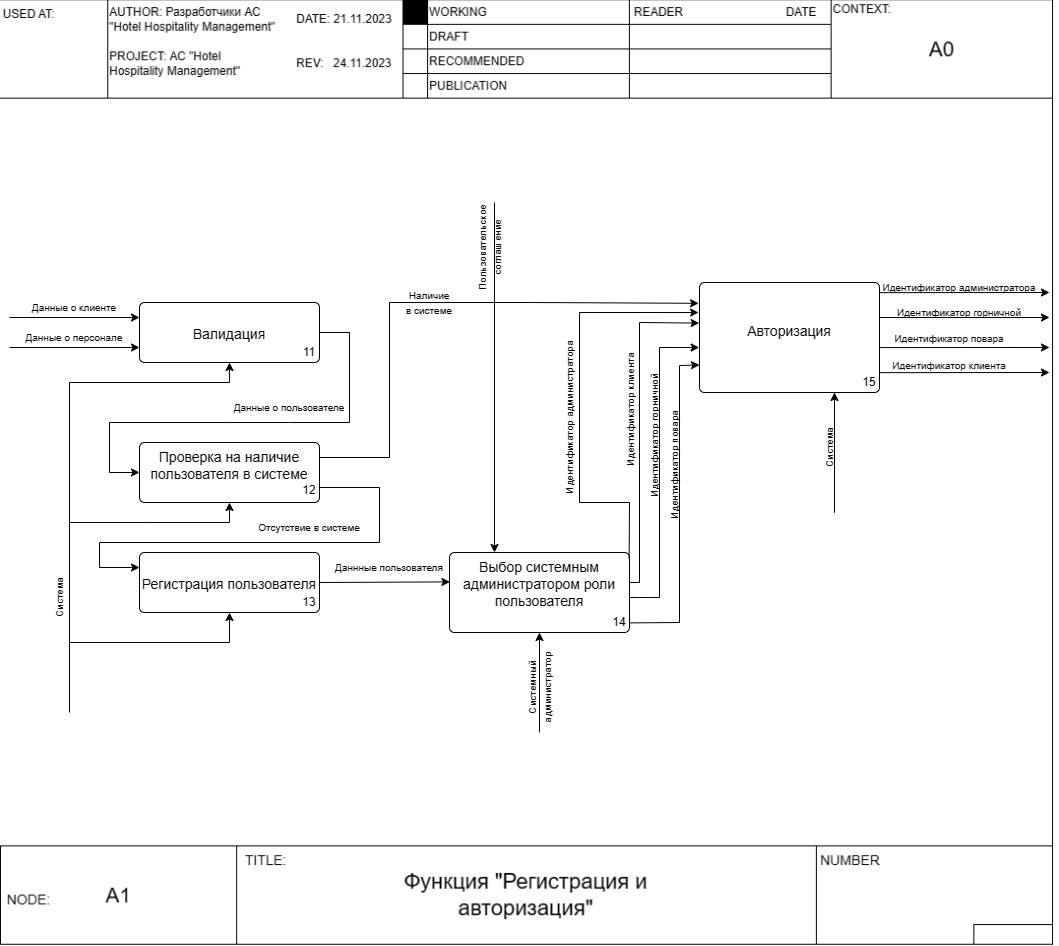 USED AT:
AUTHOR: Разработчики АС
"Hotel Hospitality Management"
DATE: 21.11.2023
PROJECT: АС "Hotel
Hospitality Management"
REV: 24.11.2023
WORKING
DRAFT
RECOMMENDED
PUBLICATION
READER
DATE
CONTEXT:
A0
Пользовательское
соглашение
Данные о клиенте
Данные о персонале
Валидация
11
Наличие
в системе
Авторизация
15
Идентификатор администратора
Идентификатор горничной
Идентификатор повара
Идентификатор клиента
Данные о пользователе
Проверка на наличие
пользователя в системе
12
Идентификатор администратора
Идентификатор клиента
Идентификатор горничной
Идентификатор повара
Система
Отсутствие в системе
Система
Регистрация пользователя
13
Даннные пользователя
Выбор системным
администратором роли
пользователя
14
Системный
администратор
NODE:
A1
TITLE:
Функция "Регистрация и
авторизация"
NUMBER